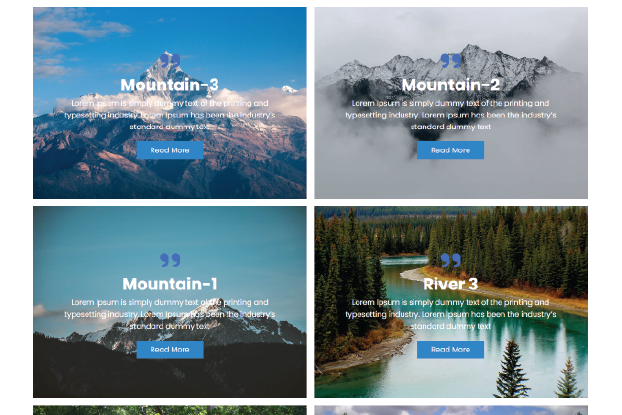 Mountain-3
Lorem Ipsum is simply dummy text of the printing and
typesetting industry. Lorem Ipsum has been the industry's
standard dummy text
Read More
Mountain-2
Lorem Ipsum is simply dummy text of the printing and
typesetting industry. Lorem Ipsum has been the industry's
standard dummy text
Read More
Mountain-1
Lorem Ipsum is simply dummy text of the printing and
typesetting industry. Lorem Ipsum has been the industry's
standard dummy text
Read More
River 3
Lorem Ipsum is simply dummy text of the printing and
typesetting industry. Lorem Ipsum has been the industry's
standard dummy text
Read More